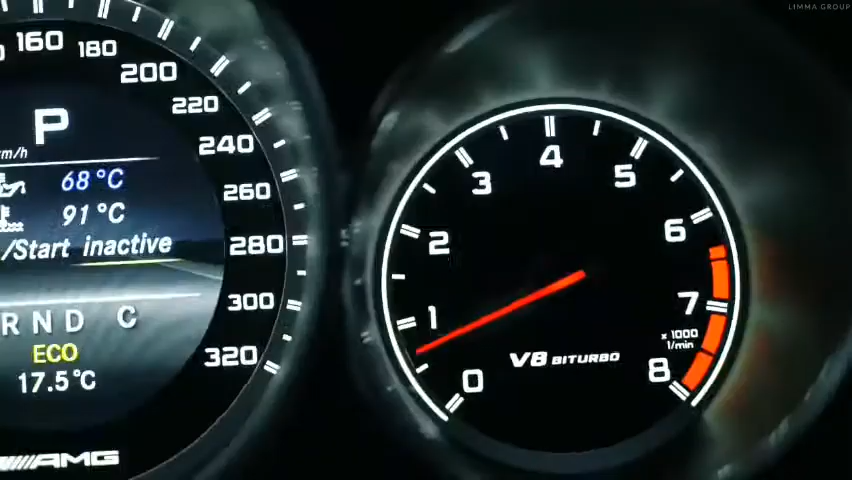 LIMMA GROUP
160
180
200
220
240
260
280
300
320
P
m/h
68°C
91°C
/Start inactive
R N D C
ECO
17.5°C
AMG
0
1
2
3
4
5
6
7
8
x 1000
1/min
V8 BITURBO